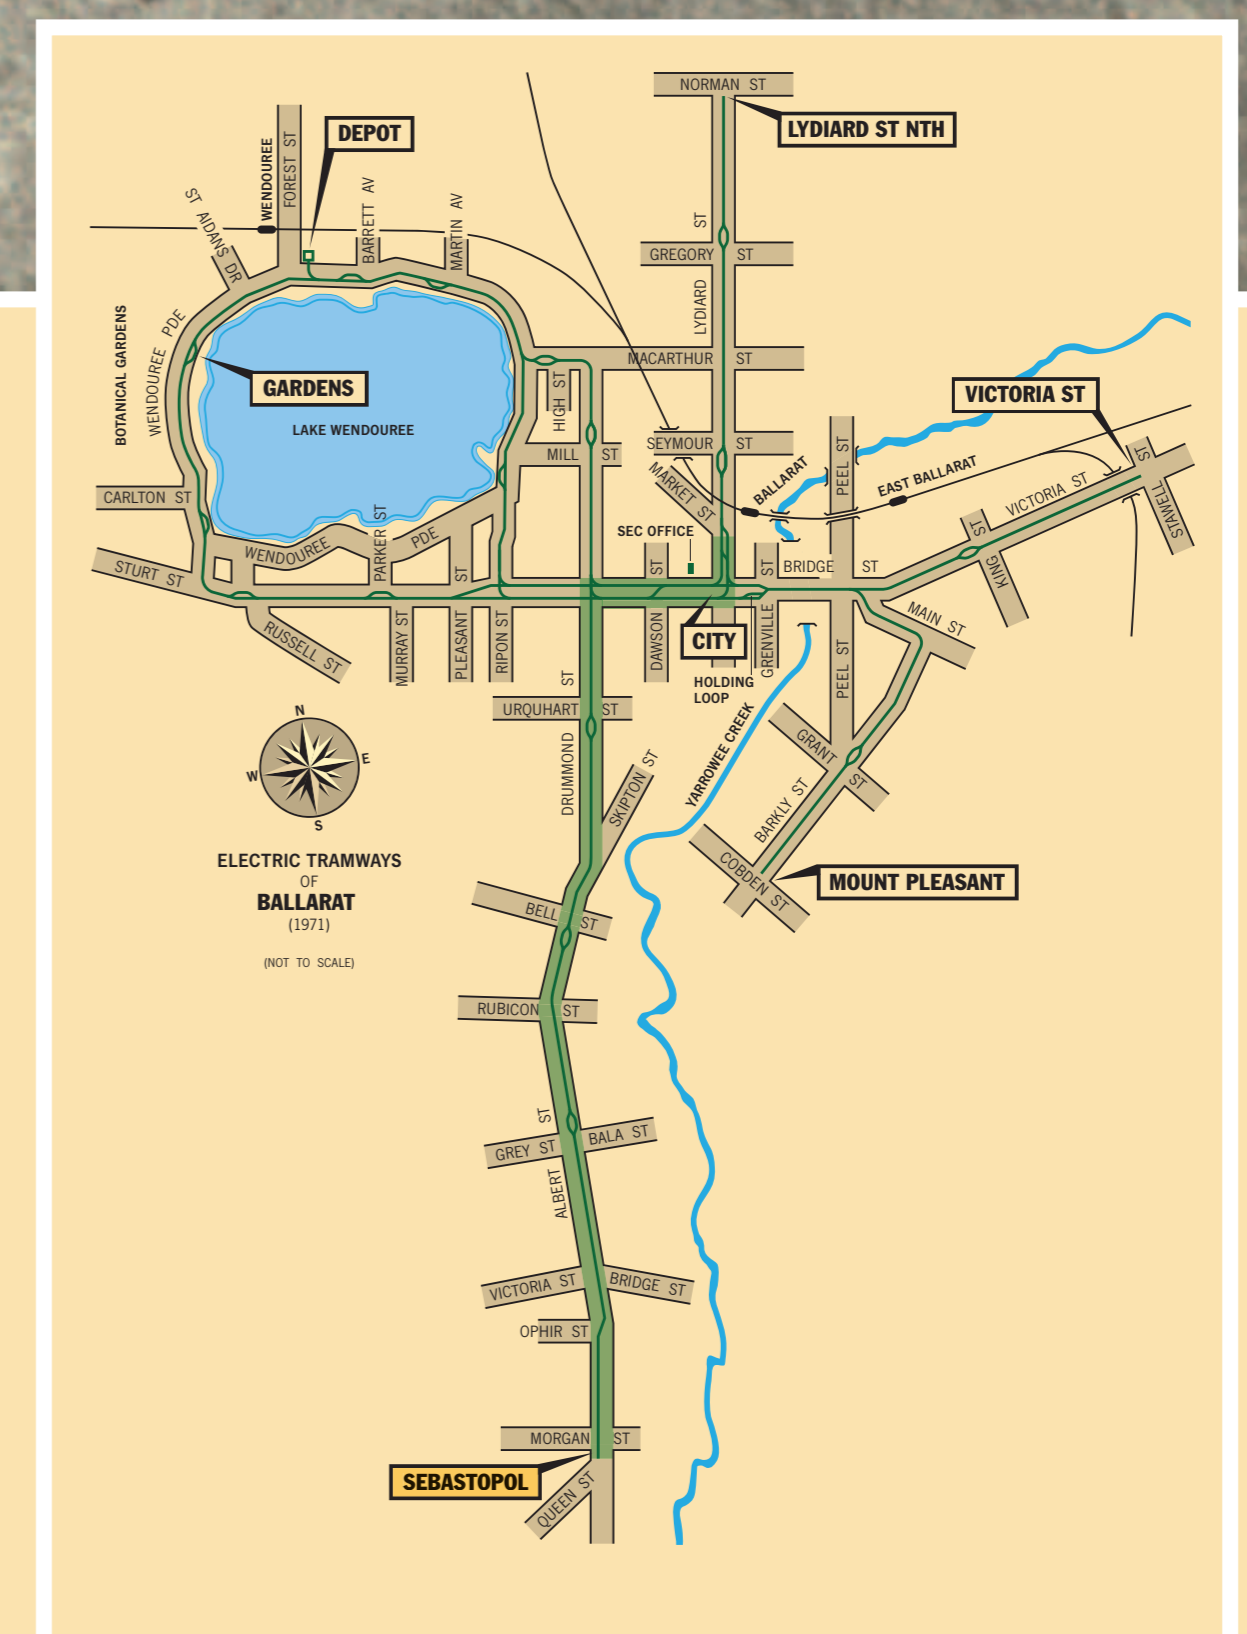 NORMAN ST
LYDIARD ST NTH
DEPOT
WENDOUREE
FOREST ST
ST AIDANS DR
BARRETT AV
MARTIN AV
GREGORY ST
LYDIARD ST
BOTANICAL GARDENS
WENDOUREE PDE
GARDENS
LAKE WENDOUREE
MACARTHUR ST
HIGH ST
VICTORIA ST
SEYMOUR ST
MILL ST
MARKET ST
BALLARAT
PEEL ST
EAST BALLARAT
VICTORIA ST
STAWELL ST
CARLTON ST
WENDOUREE PDE
PARKER ST
SEC OFFICE
KING ST
STURT ST
BRIDGE ST
RUSSELL ST
MURRAY ST
PLEASANT ST
RIPON ST
DAWSON ST
CITY
GRENVILLE ST
PEEL ST
MAIN ST
HOLDING
LOOP
URQUHART ST
DRUMMOND ST
SKIPTON ST
YARROWEE CREEK
GRANT ST
BARKLY ST
COBDEN ST
MOUNT PLEASANT
N
E
W
S
ELECTRIC TRAMWAYS
OF
BALLARAT
(1971)
(NOT TO SCALE)
BELL ST
RUBICON ST
GREY ST
BALA ST
ALBERT ST
VICTORIA ST
BRIDGE ST
OPHIR ST
MORGAN ST
SEBASTOPOL
QUEEN ST